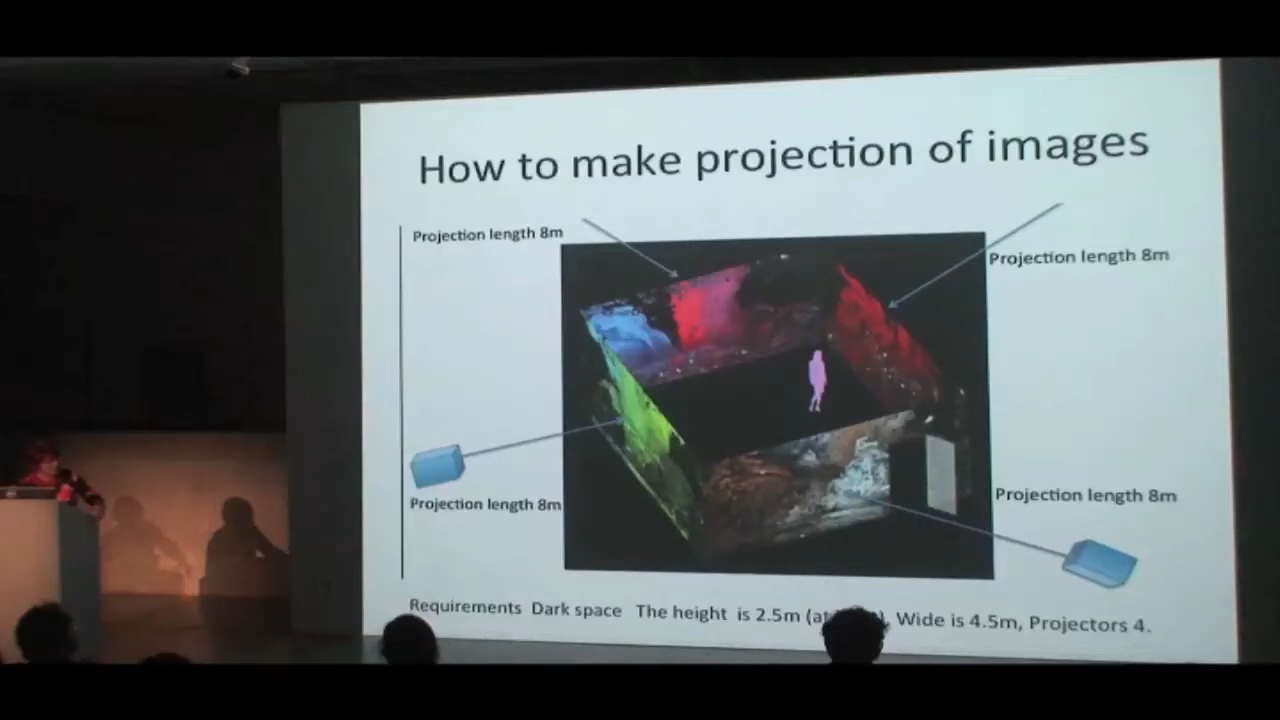 How to make projection of images
Projection length 8m
Projection length 8m
Projection length 8m
Projection length 8m
Requirements Dark space The height is 2.5m Wide is 4.5m, Projectors 4.